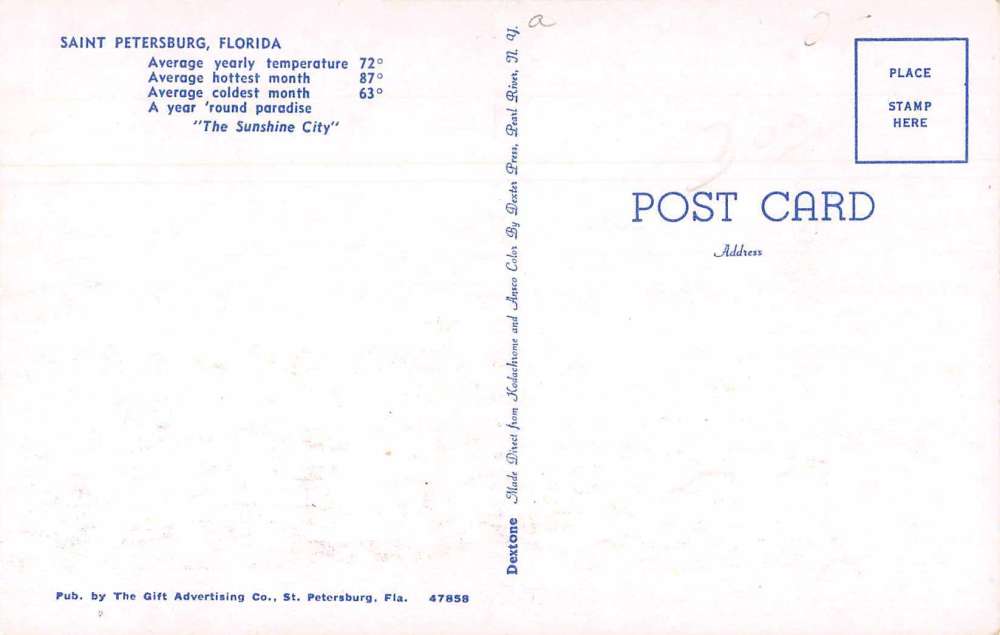 SAINT PETERSBURG, FLORIDA
Average yearly temperature 72°
Average hottest month 87°
Average coldest month 63°
A year 'round paradise
"The Sunshine City"
Pub. by The Gift Advertising Co., St. Petersburg, Fla. 47858
Dextone Made Direct from Kodachrome and Ansco Color By Dexter Press, Pearl River, N. Y.
a
PLACE
STAMP
HERE
POST CARD
Address